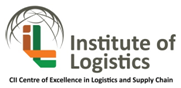 Institute of
Logistics
CII Centre of Excellence in Logistics and Supply Chain